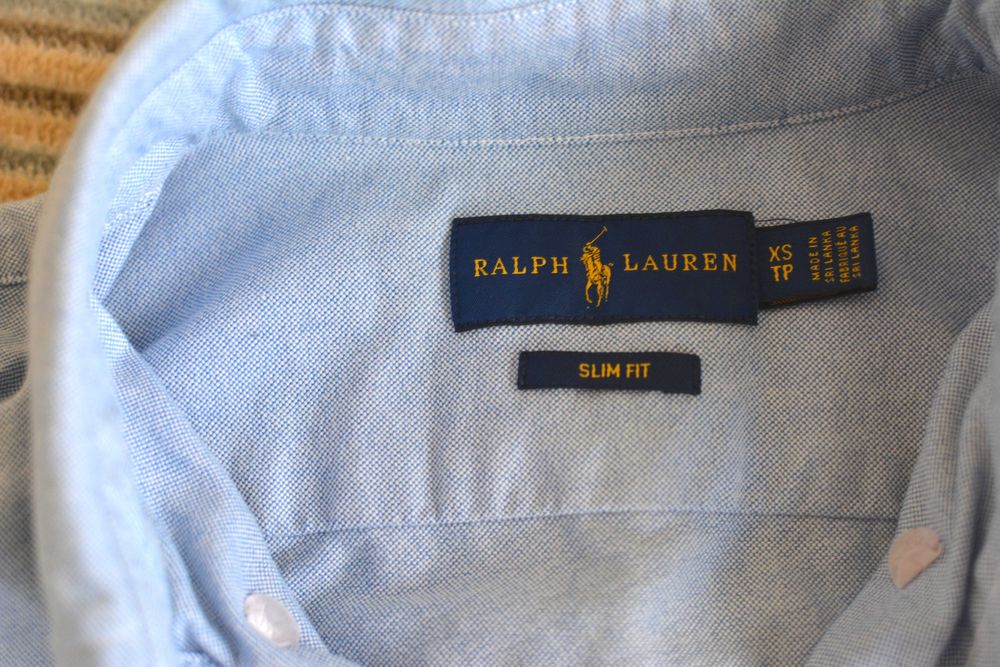 RALPH LAUREN
XS
TP
MADE IN
SRI LANKA
FABRIQUÉ AU
SRI LANKA
SLIM FIT